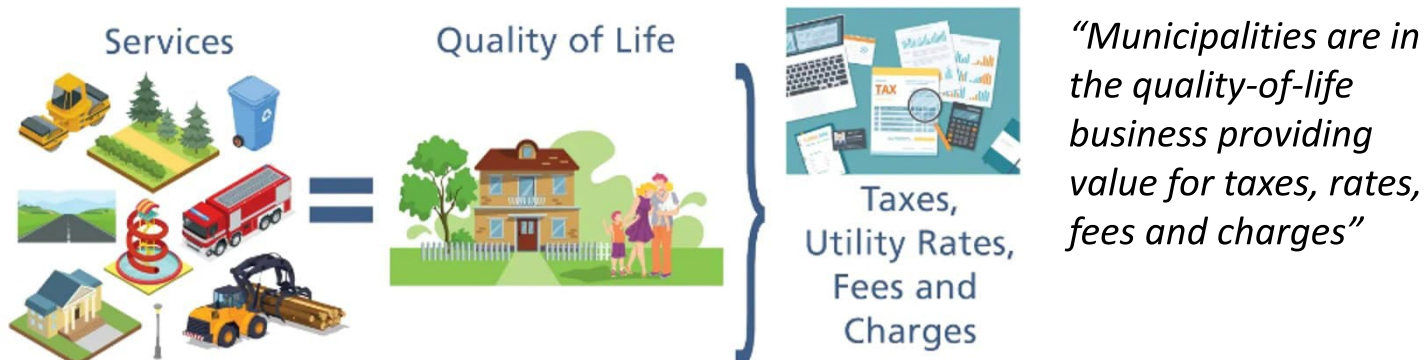 Services
Quality of Life
TAX
Taxes,
Utility Rates,
Fees and
Charges
“Municipalities are in
the quality-of-life
business providing
value for taxes, rates,
fees and charges”